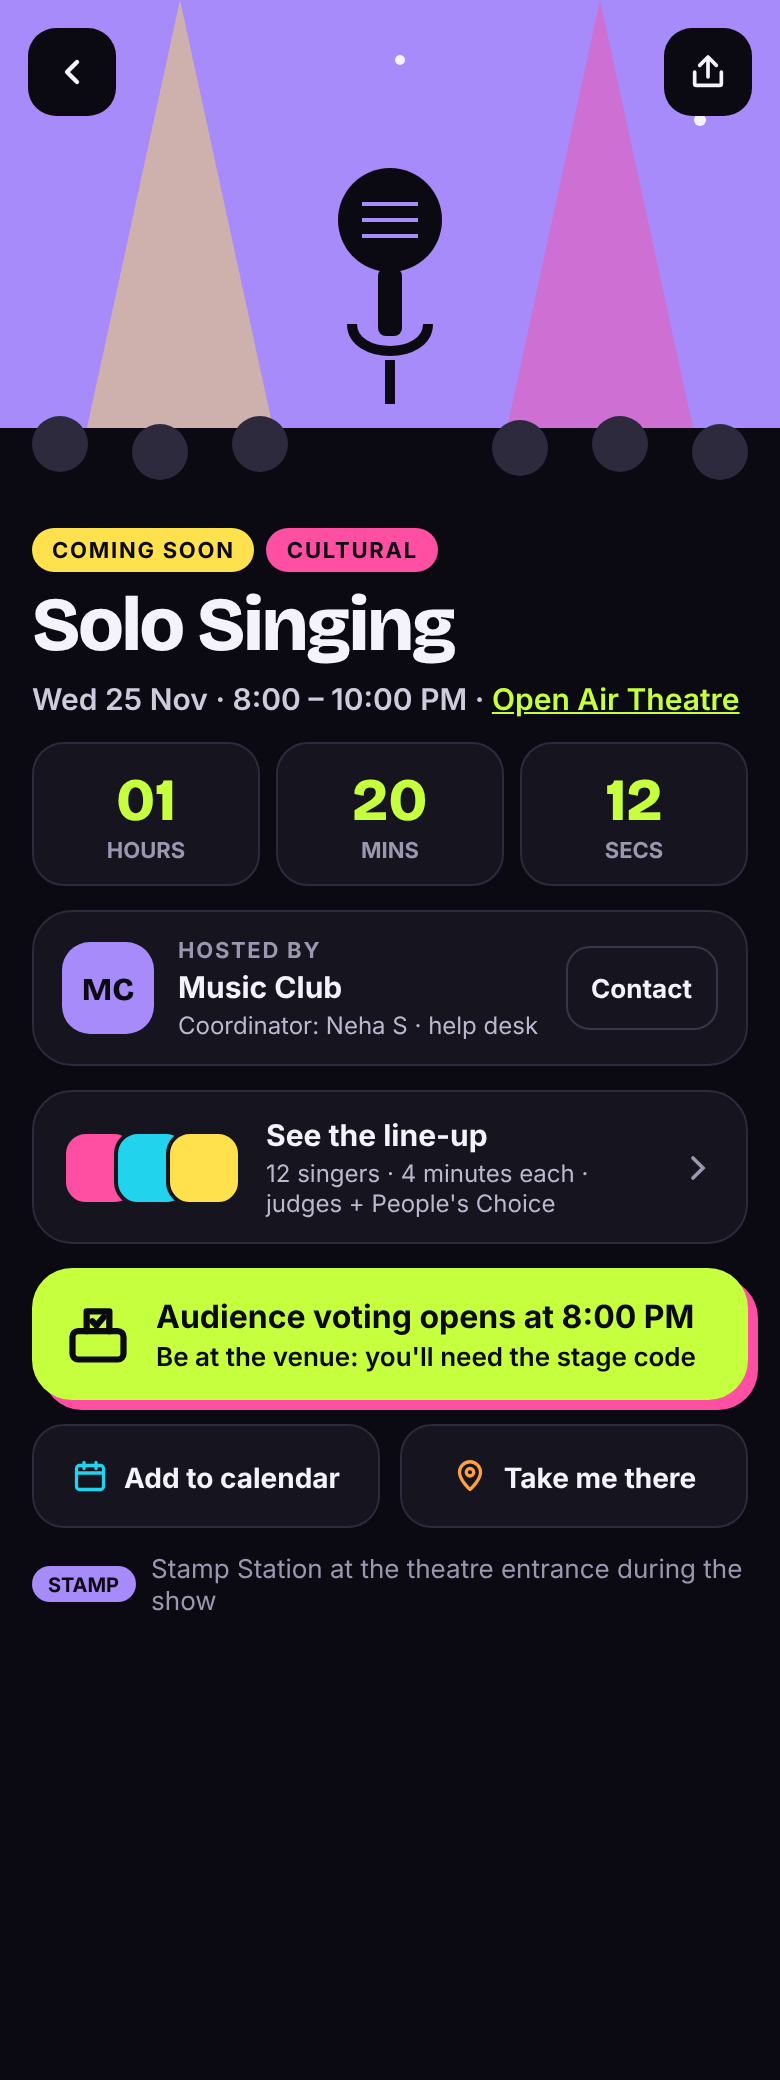 COMING SOON CULTURAL
Solo Singing
Wed 25 Nov · 8:00 – 10:00 PM · Open Air Theatre
01 20 12
HOURS MINS SECS
HOSTED BY
MC Music Club Contact
Coordinator: Neha S · help desk
See the line-up
12 singers · 4 minutes each ·
judges + People's Choice
Audience voting opens at 8:00 PM
Be at the venue: you'll need the stage code
Add to calendar Take me there
STAMP Stamp Station at the theatre entrance during the
show